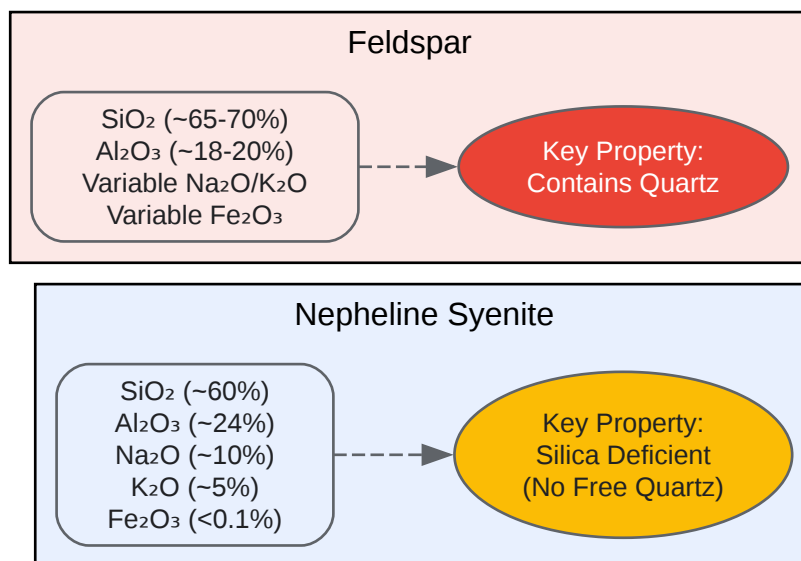 Feldspar
SiO₂ (~65-70%)
Al₂O₃ (~18-20%)
Variable Na₂O/K₂O
Variable Fe₂O₃
Key Property:
Contains Quartz
Nepheline Syenite
SiO₂ (~60%)
Al₂O₃ (~24%)
Na₂O (~10%)
K₂O (~5%)
Fe₂O₃ (<0.1%)
Key Property:
Silica Deficient
(No Free Quartz)